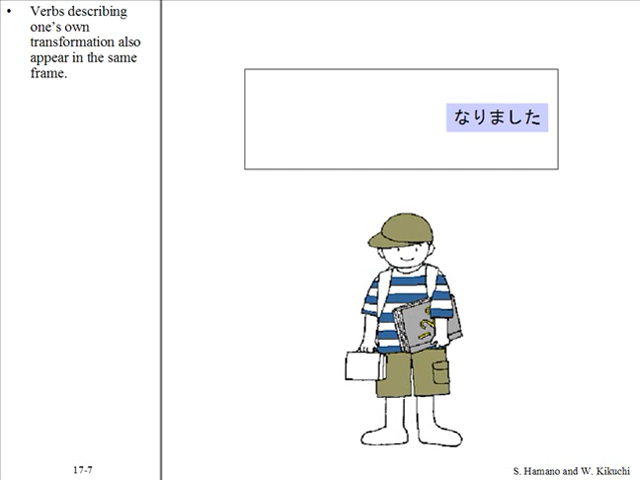 • Verbs describing
one's own
transformation also
appear in the same
frame.
なりました
17-7
S. Hamano and W. Kikuchi